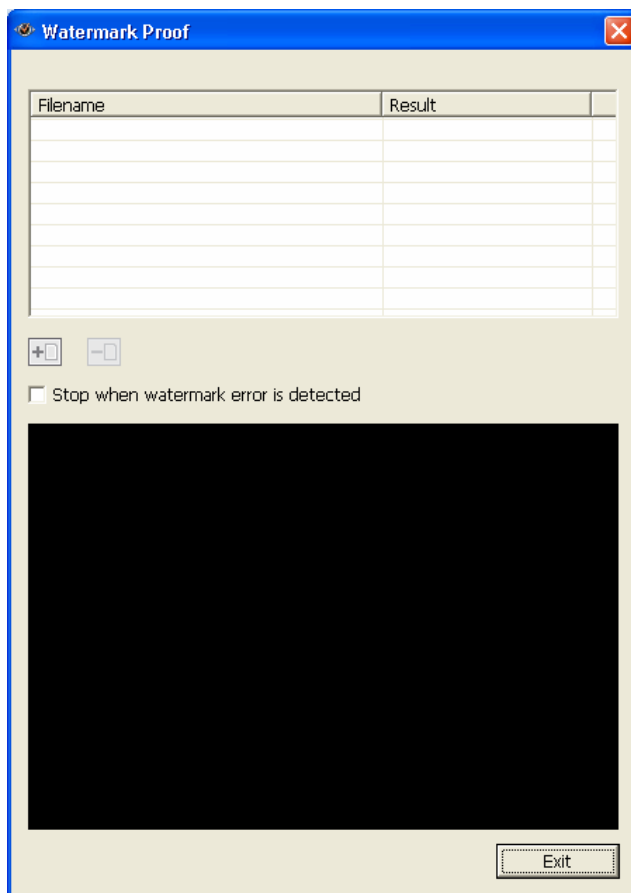 Watermark Proof
Filename Result
Stop when watermark error is detected
Exit